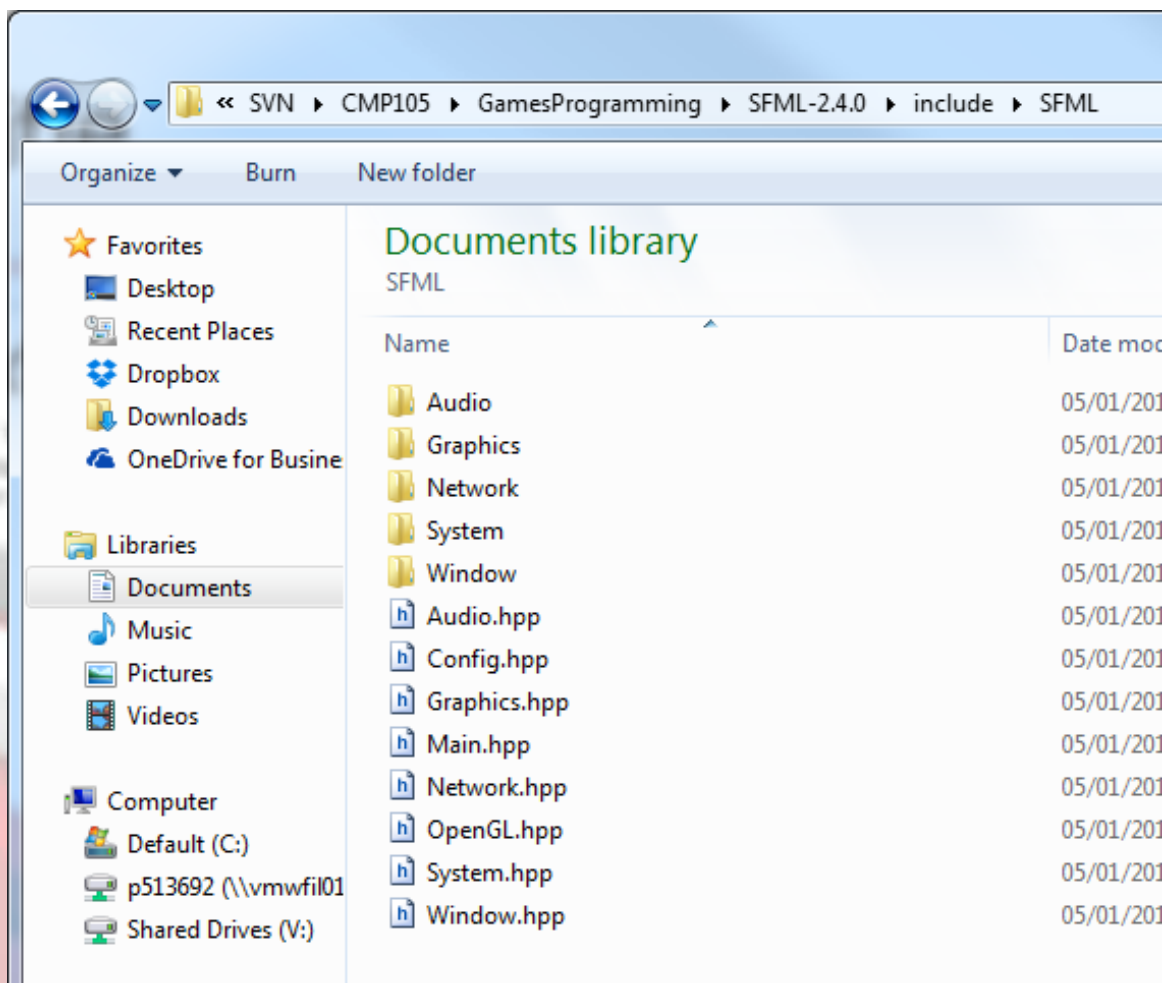 « SVN ▸ CMP105 ▸ GamesProgramming ▸ SFML-2.4.0 ▸ include ▸ SFML
Organize Burn New folder
Favorites
Desktop
Recent Places
Dropbox
Downloads
OneDrive for Busine
Libraries
Documents
Music
Pictures
Videos
Computer
Default (C:)
p513692 (\\vmwfil01
Shared Drives (V:)
Documents library
SFML
Name Date mod
Audio 05/01/201
Graphics 05/01/201
Network 05/01/201
System 05/01/201
Window 05/01/201
Audio.hpp 05/01/201
Config.hpp 05/01/201
Graphics.hpp 05/01/201
Main.hpp 05/01/201
Network.hpp 05/01/201
OpenGL.hpp 05/01/201
System.hpp 05/01/201
Window.hpp 05/01/201